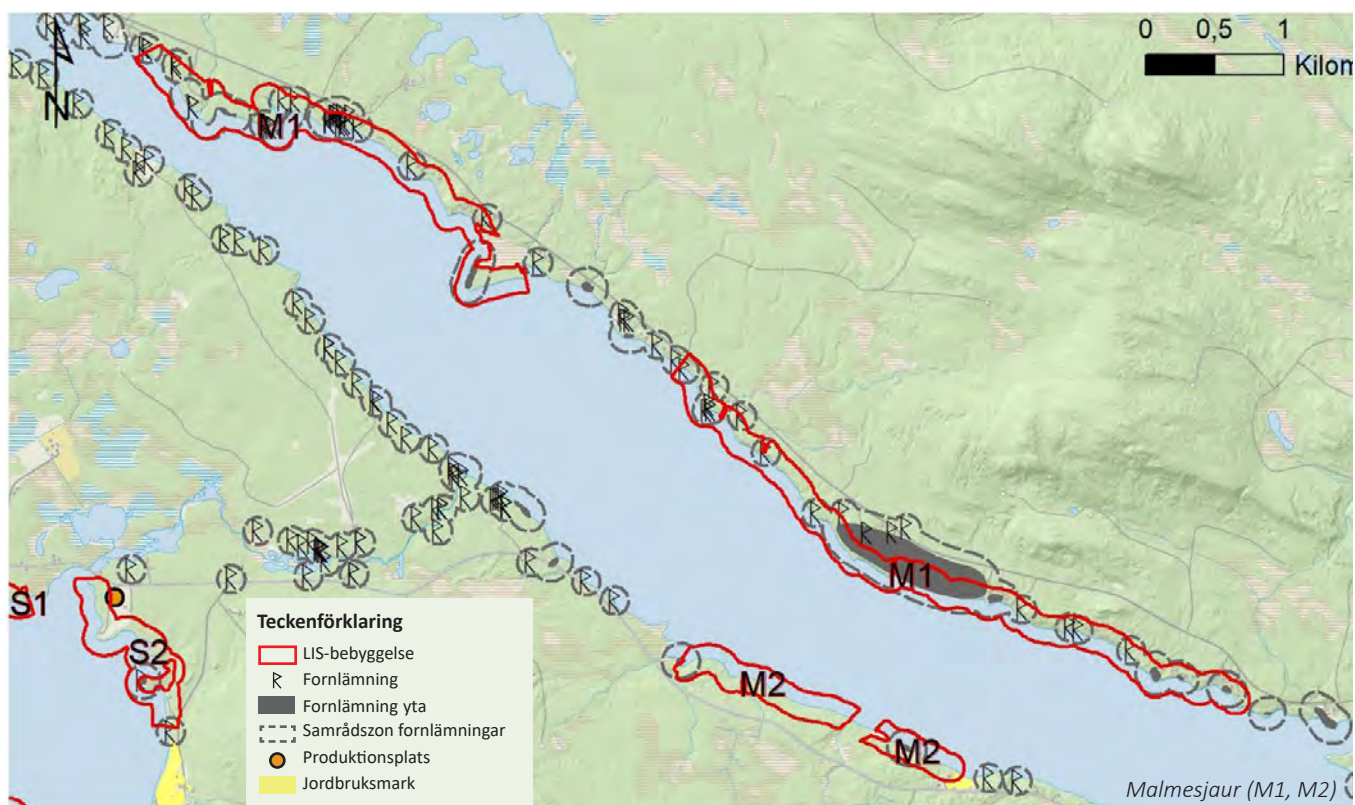 0 0,5 1
Kilom
N
M1
M1
S1
S2
M2
M2
Teckenförklaring
LIS-bebyggelse
Fornlämning
Fornlämning yta
Samrådszon fornlämningar
Produktionsplats
Jordbruksmark
Malmesjaur (M1, M2)